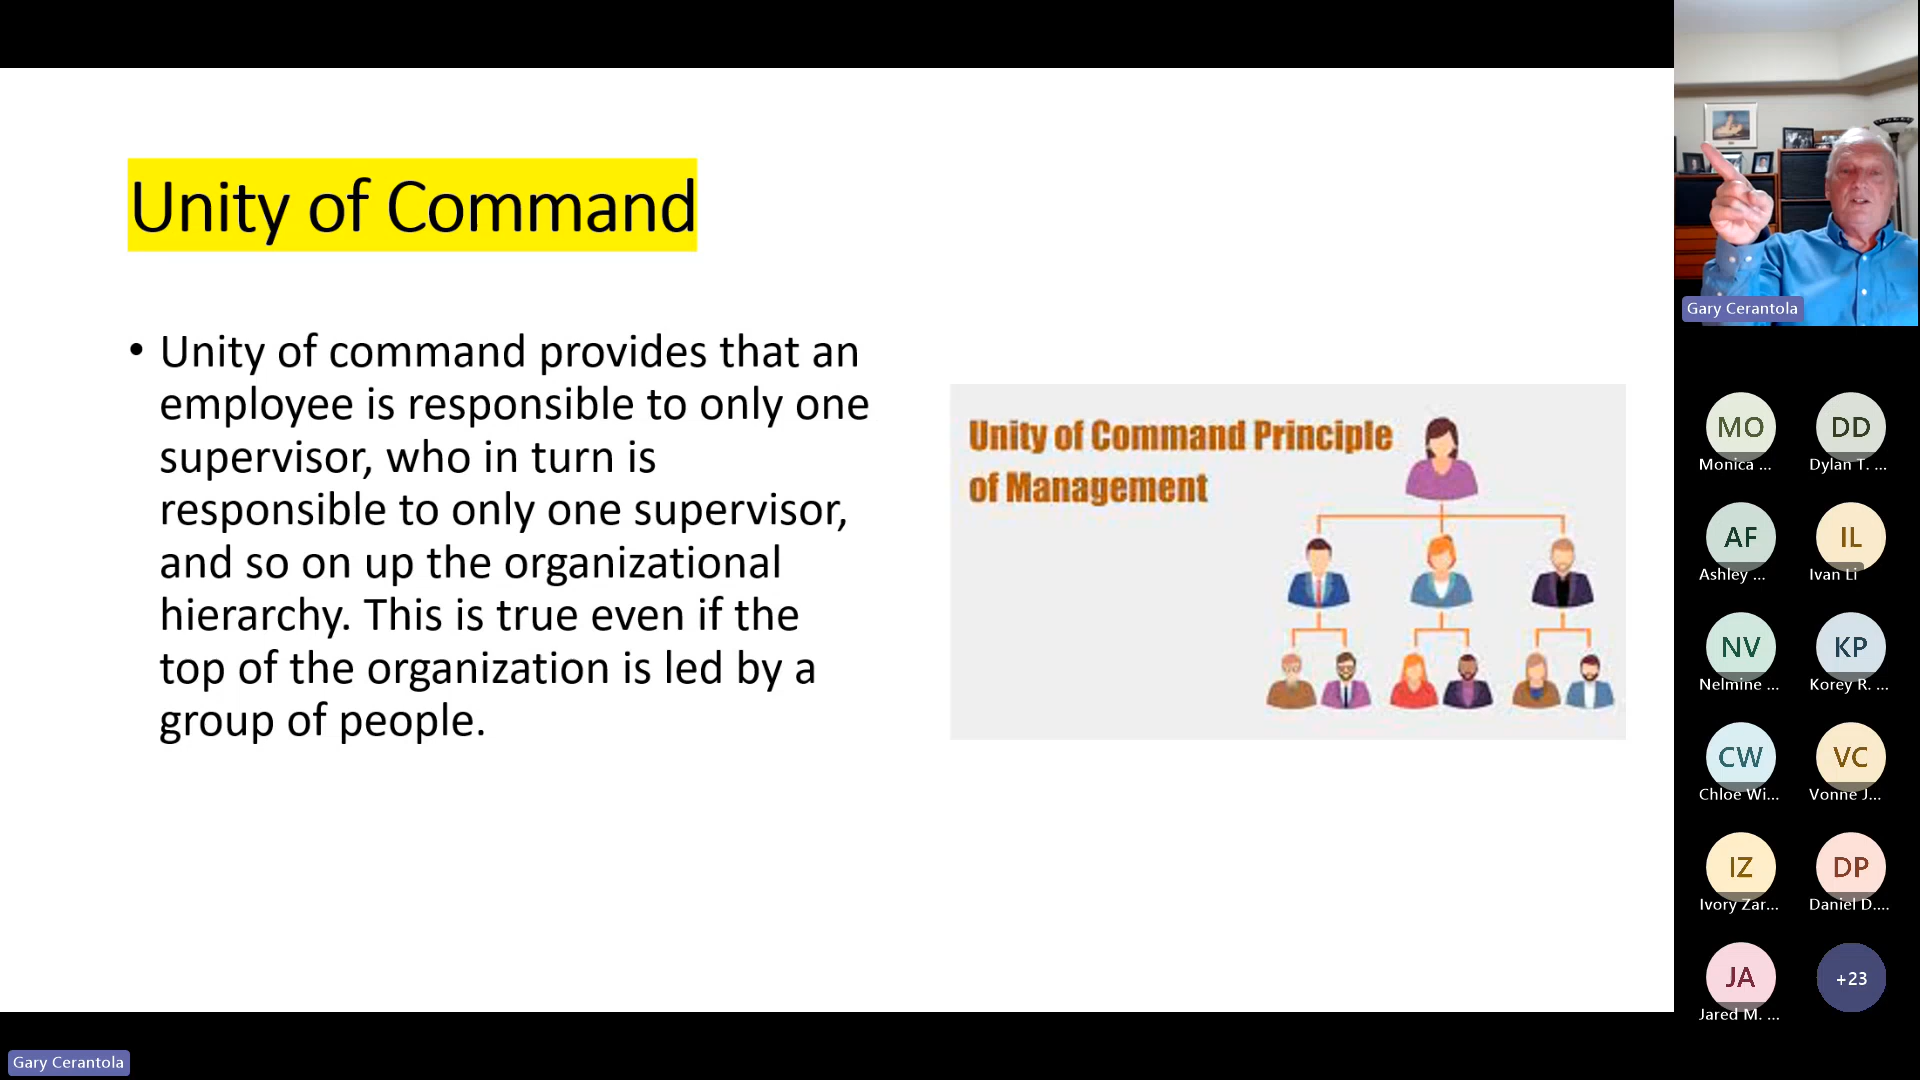 Unity of Command
• Unity of command provides that an
employee is responsible to only one
supervisor, who in turn is
responsible to only one supervisor,
and so on up the organizational
hierarchy. This is true even if the
top of the organization is led by a
group of people.
Unity of Command Principle
of Management
Gary Cerantola
MO
Monica ...
DD
Dylan T. ...
AF
Ashley ...
IL
Ivan Li
NV
Nelmine ...
KP
Korey R. ...
CW
Chloe Wi...
VC
Vonne J...
IZ
Ivory Zar...
DP
Daniel D....
JA
Jared M. ...
+23
Gary Cerantola